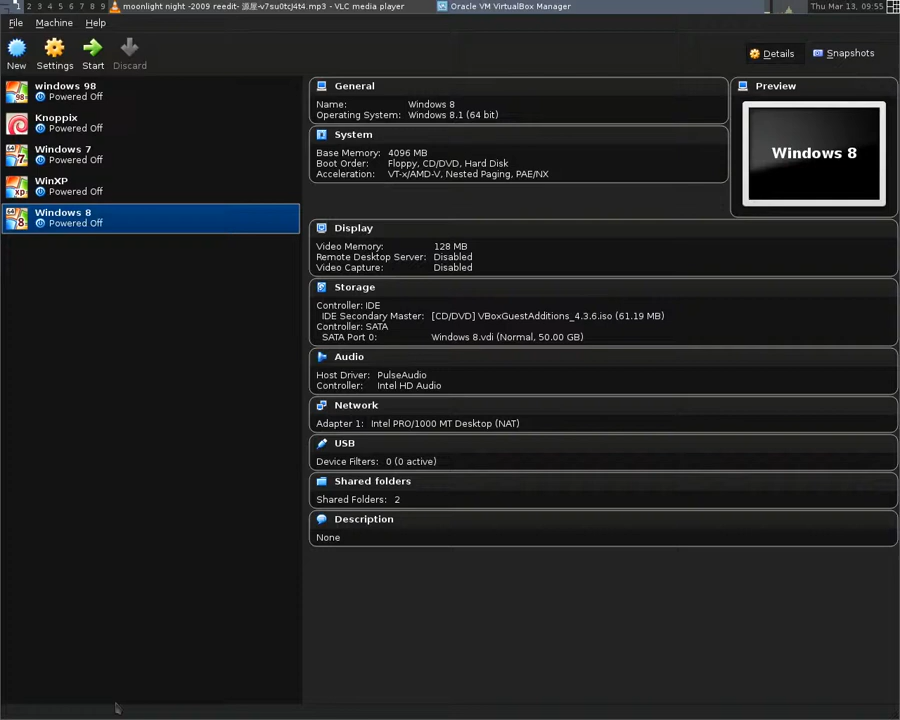 2 3 4 5 6 7 8 9 moonlight night -2009 reedit- 源屋-v7su0tcJ4t4.mp3 - VLC media player Oracle VM VirtualBox Manager Thu Mar 13, 09:55
File Machine Help
New Settings Start Discard Details Snapshots
windows 98
Powered Off
Knoppix
Powered Off
Windows 7
Powered Off
WinXP
Powered Off
Windows 8
Powered Off
General
Name: Windows 8
Operating System: Windows 8.1 (64 bit)
System
Base Memory: 4096 MB
Boot Order: Floppy, CD/DVD, Hard Disk
Acceleration: VT-x/AMD-V, Nested Paging, PAE/NX
Preview
Windows 8
Display
Video Memory: 128 MB
Remote Desktop Server: Disabled
Video Capture: Disabled
Storage
Controller: IDE
IDE Secondary Master: [CD/DVD] VBoxGuestAdditions_4.3.6.iso (61.19 MB)
Controller: SATA
SATA Port 0: Windows 8.vdi (Normal, 50.00 GB)
Audio
Host Driver: PulseAudio
Controller: Intel HD Audio
Network
Adapter 1: Intel PRO/1000 MT Desktop (NAT)
USB
Device Filters: 0 (0 active)
Shared folders
Shared Folders: 2
Description
None